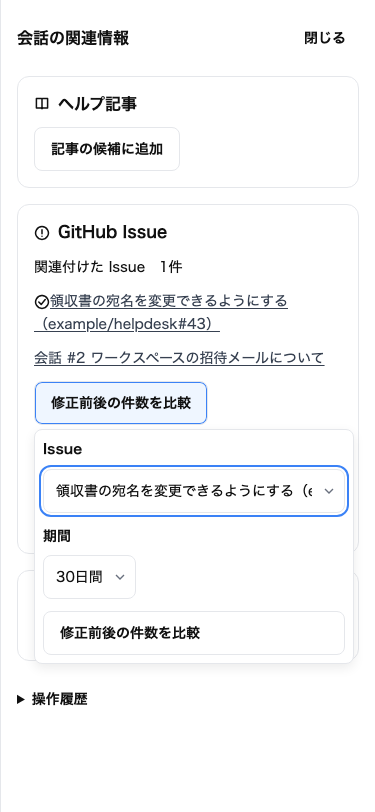 会話の関連情報
閉じる
ヘルプ記事
記事の候補に追加
GitHub Issue
関連付けた Issue 1件
領収書の宛名を変更できるようにする
（example/helpdesk#43）
会話 #2 ワークスペースの招待メールについて
修正前後の件数を比較
Issue
領収書の宛名を変更できるようにする（e
期間
30日間
修正前後の件数を比較
操作履歴